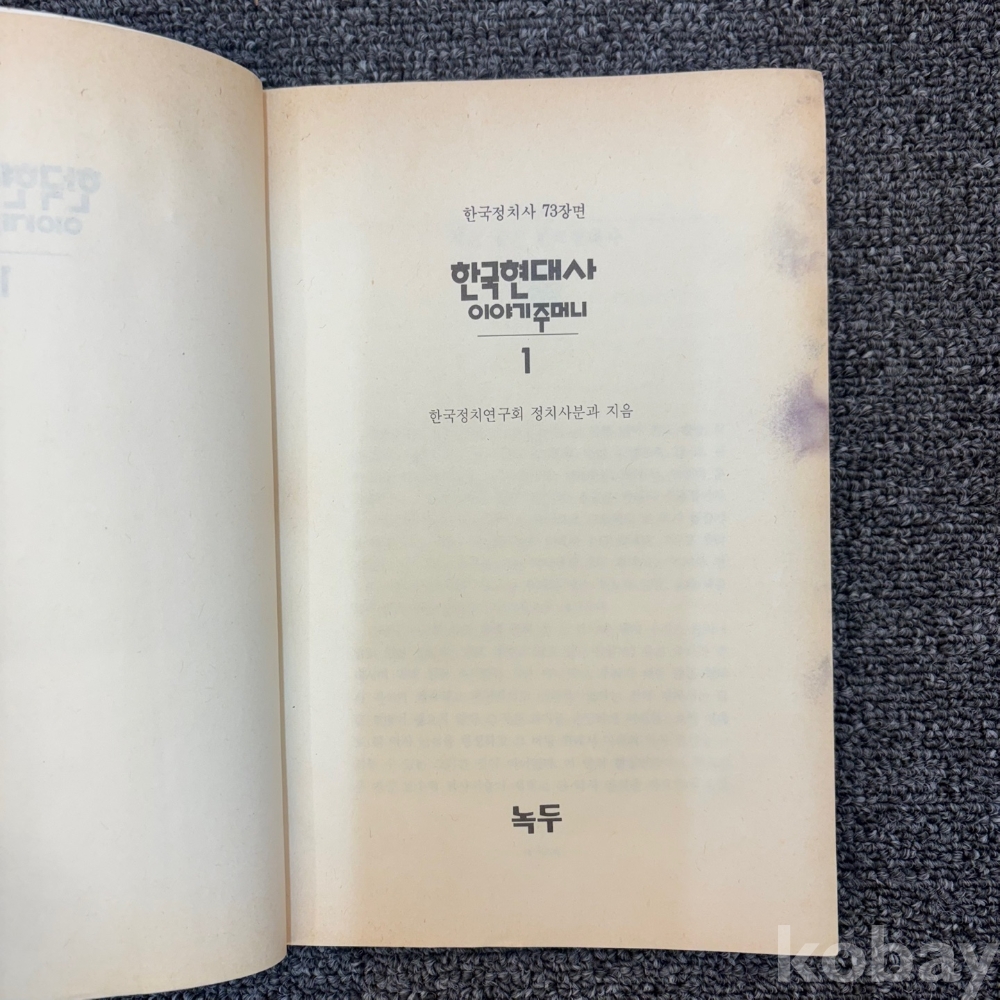 한국정치사 73장면
한국현대사
이야기주머니
1
한국정치연구회 정치사분과 지음
녹두
kobay